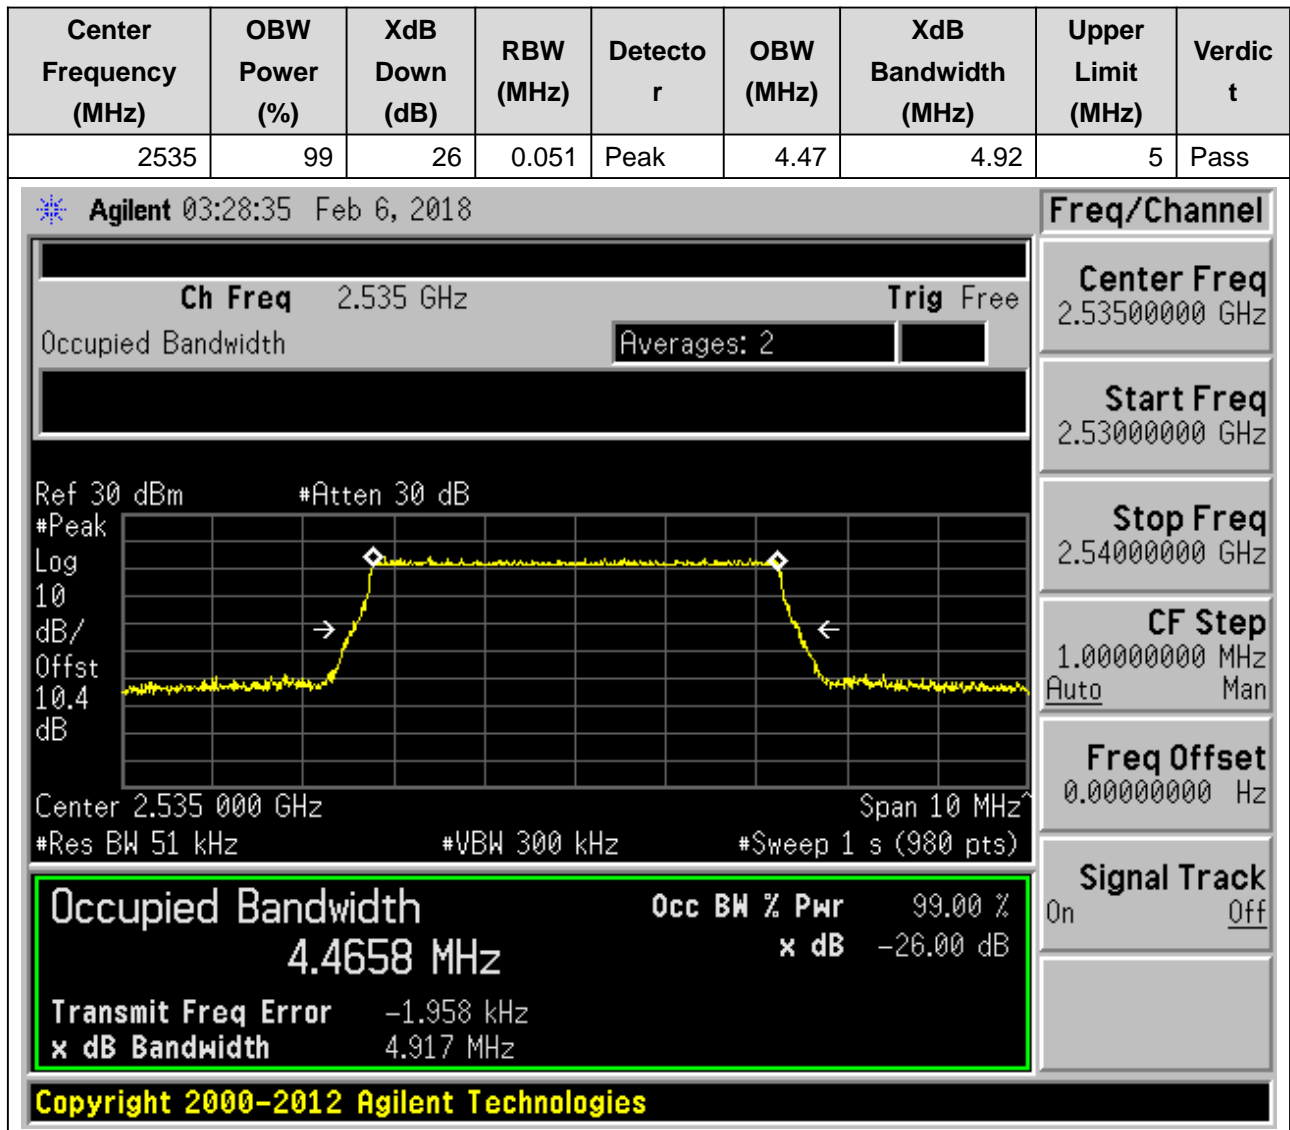 Center Frequency (MHz) OBW Power (%) XdB Down (dB) RBW (MHz) Detector OBW (MHz) XdB Bandwidth (MHz) Upper Limit (MHz) Verdict
2535 99 26 0.051 Peak 4.47 4.92 5 Pass
Agilent 03:28:35 Feb 6, 2018
Freq/Channel
Ch Freq 2.535 GHz Trig Free
Occupied Bandwidth Averages: 2
Center Freq
2.53500000 GHz
Start Freq
2.53000000 GHz
Stop Freq
2.54000000 GHz
CF Step
1.00000000 MHz
Auto Man
Freq Offset
0.00000000 Hz
Signal Track
On Off
Ref 30 dBm #Atten 30 dB
#Peak
Log
10
dB/
Offst
10.4
dB
Center 2.535 000 GHz Span 10 MHz^
#Res BW 51 kHz #VBW 300 kHz #Sweep 1 s (980 pts)
Occupied Bandwidth Occ BW % Pwr 99.00 %
4.4658 MHz x dB -26.00 dB
Transmit Freq Error -1.958 kHz
x dB Bandwidth 4.917 MHz
Copyright 2000-2012 Agilent Technologies